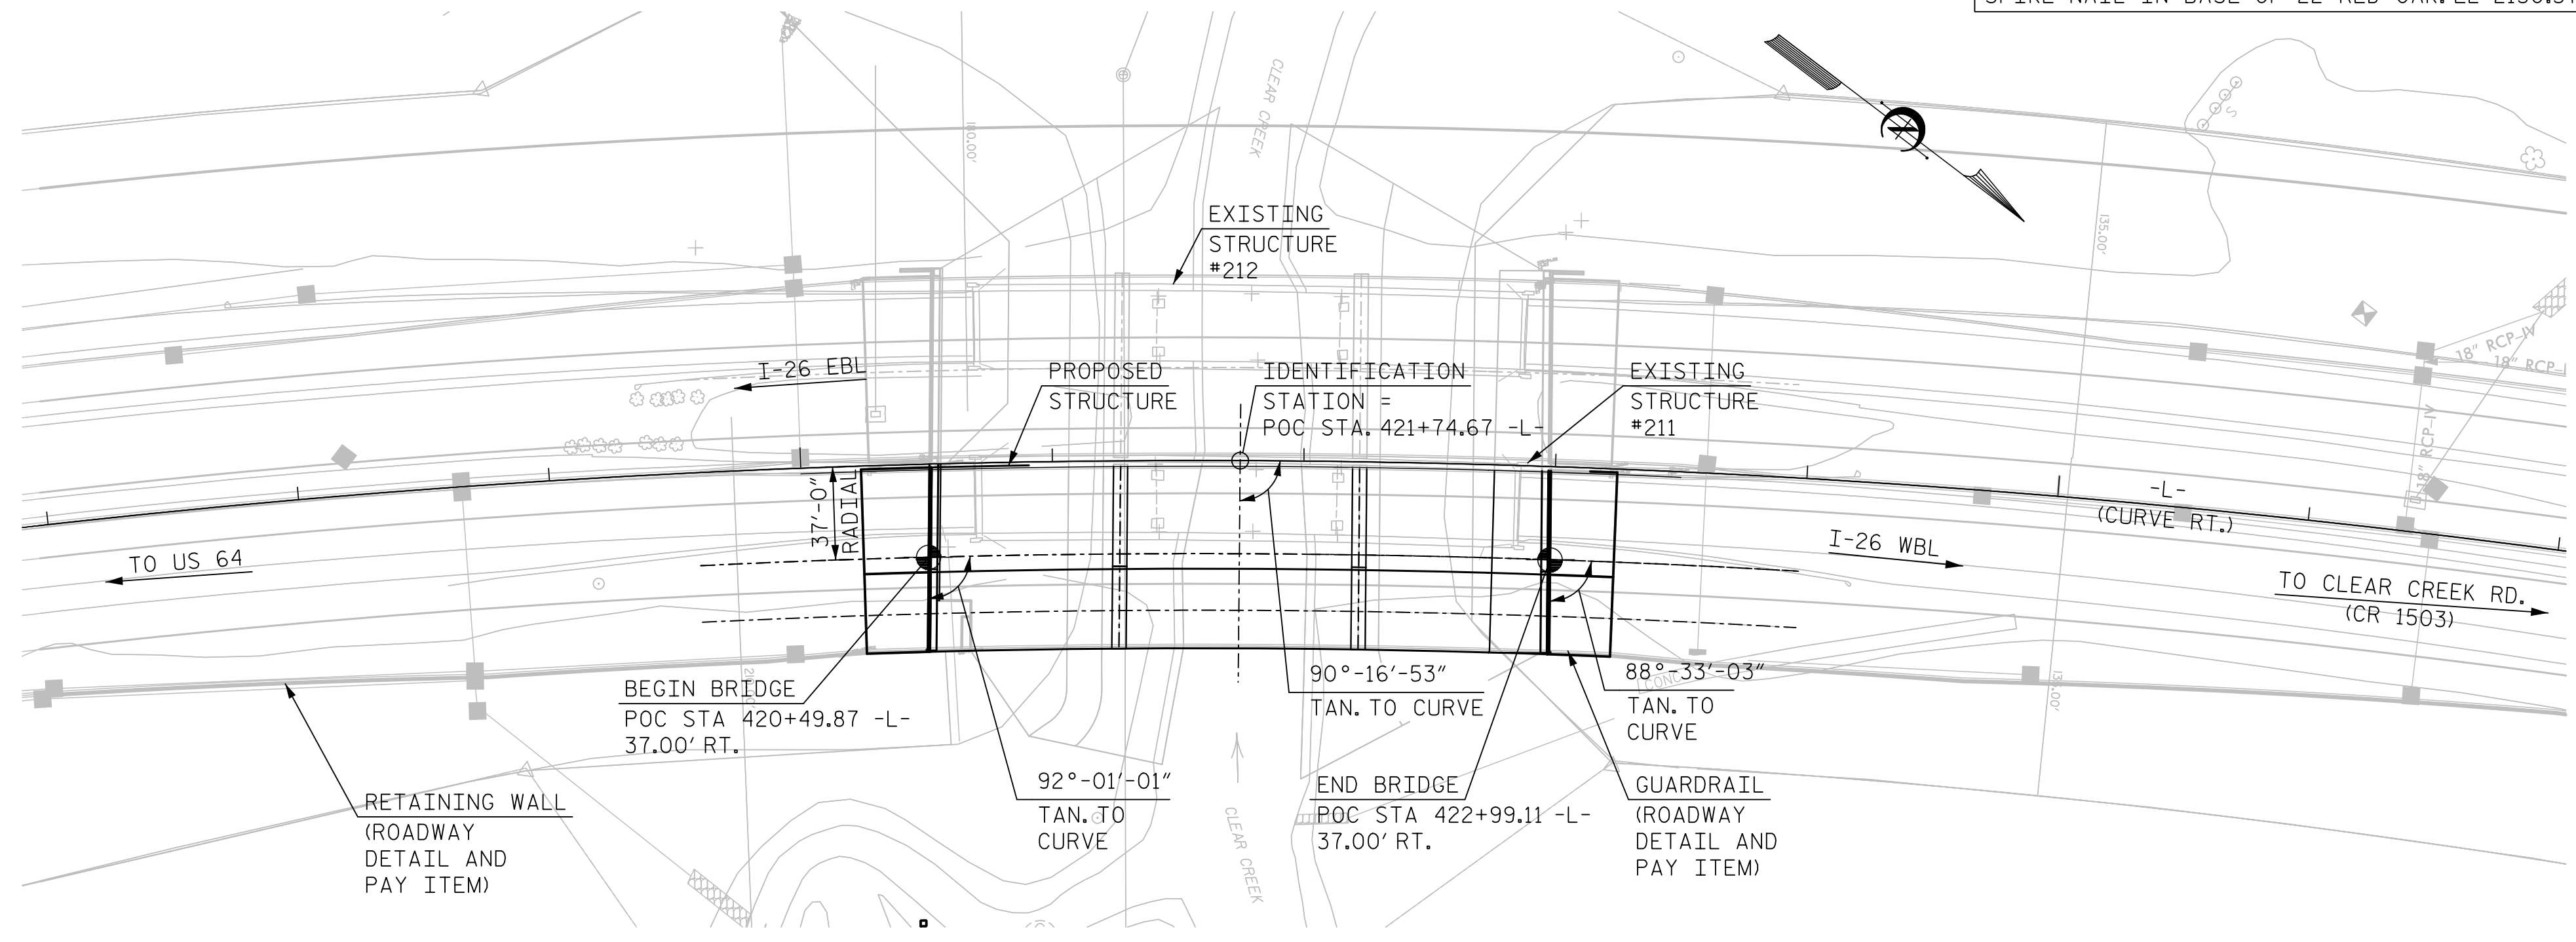 CLEAR CREEK
180.00'
EXISTING
STRUCTURE
#212
135.00'
S
18" RCP-IV
18" RCP-I
18" RCP-IV
I-26 EBL
PROPOSED
STRUCTURE
IDENTIFICATION
STATION =
POC STA. 421+74.67 -L-
EXISTING
STRUCTURE
#211
37'-0"
RADIAL
-L-
(CURVE RT.)
TO US 64
I-26 WBL
TO CLEAR CREEK RD.
(CR 1503)
BEGIN BRIDGE
POC STA 420+49.87 -L-
37.00' RT.
90°-16'-53"
TAN. TO CURVE
88°-33'-03"
TAN. TO
CURVE
CONC
92°-01'-01"
TAN. TO
CURVE
END BRIDGE
POC STA 422+99.11 -L-
37.00' RT.
GUARDRAIL
(ROADWAY
DETAIL AND
PAY ITEM)
RETAINING WALL
(ROADWAY
DETAIL AND
PAY ITEM)
CLEAR CREEK